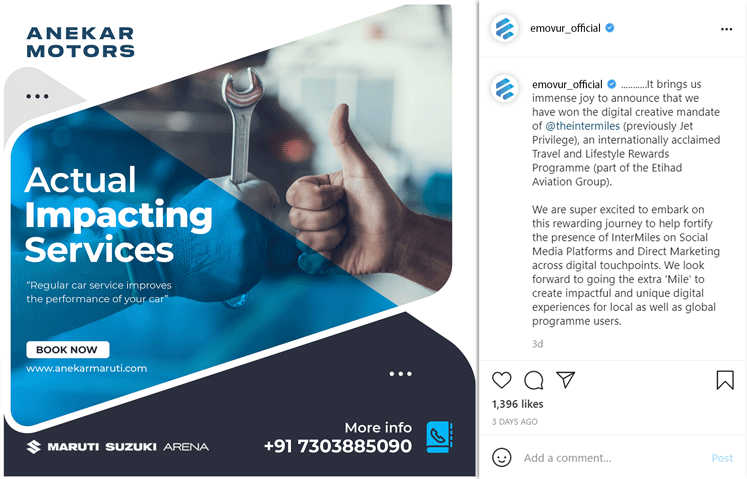 ANEKAR
MOTORS
Actual
Impacting
Services
"Regular car service improves
the performance of your car"
BOOK NOW
www.anekarmaruti.com
MARUTI SUZUKI ARENA
More info
+91 7303885090
emovur_official
emovur_official ...........It brings us
immense joy to announce that we
have won the digital creative mandate
of @theintermiles (previously Jet
Privilege), an internationally acclaimed
Travel and Lifestyle Rewards
Programme (part of the Etihad
Aviation Group).
We are super excited to embark on
this rewarding journey to help fortify
the presence of InterMiles on Social
Media Platforms and Direct Marketing
across digital touchpoints. We look
forward to going the extra 'Mile' to
create impactful and unique digital
experiences for local as well as global
programme users.
3d
1,396 likes
3 DAYS AGO
Add a comment... Post